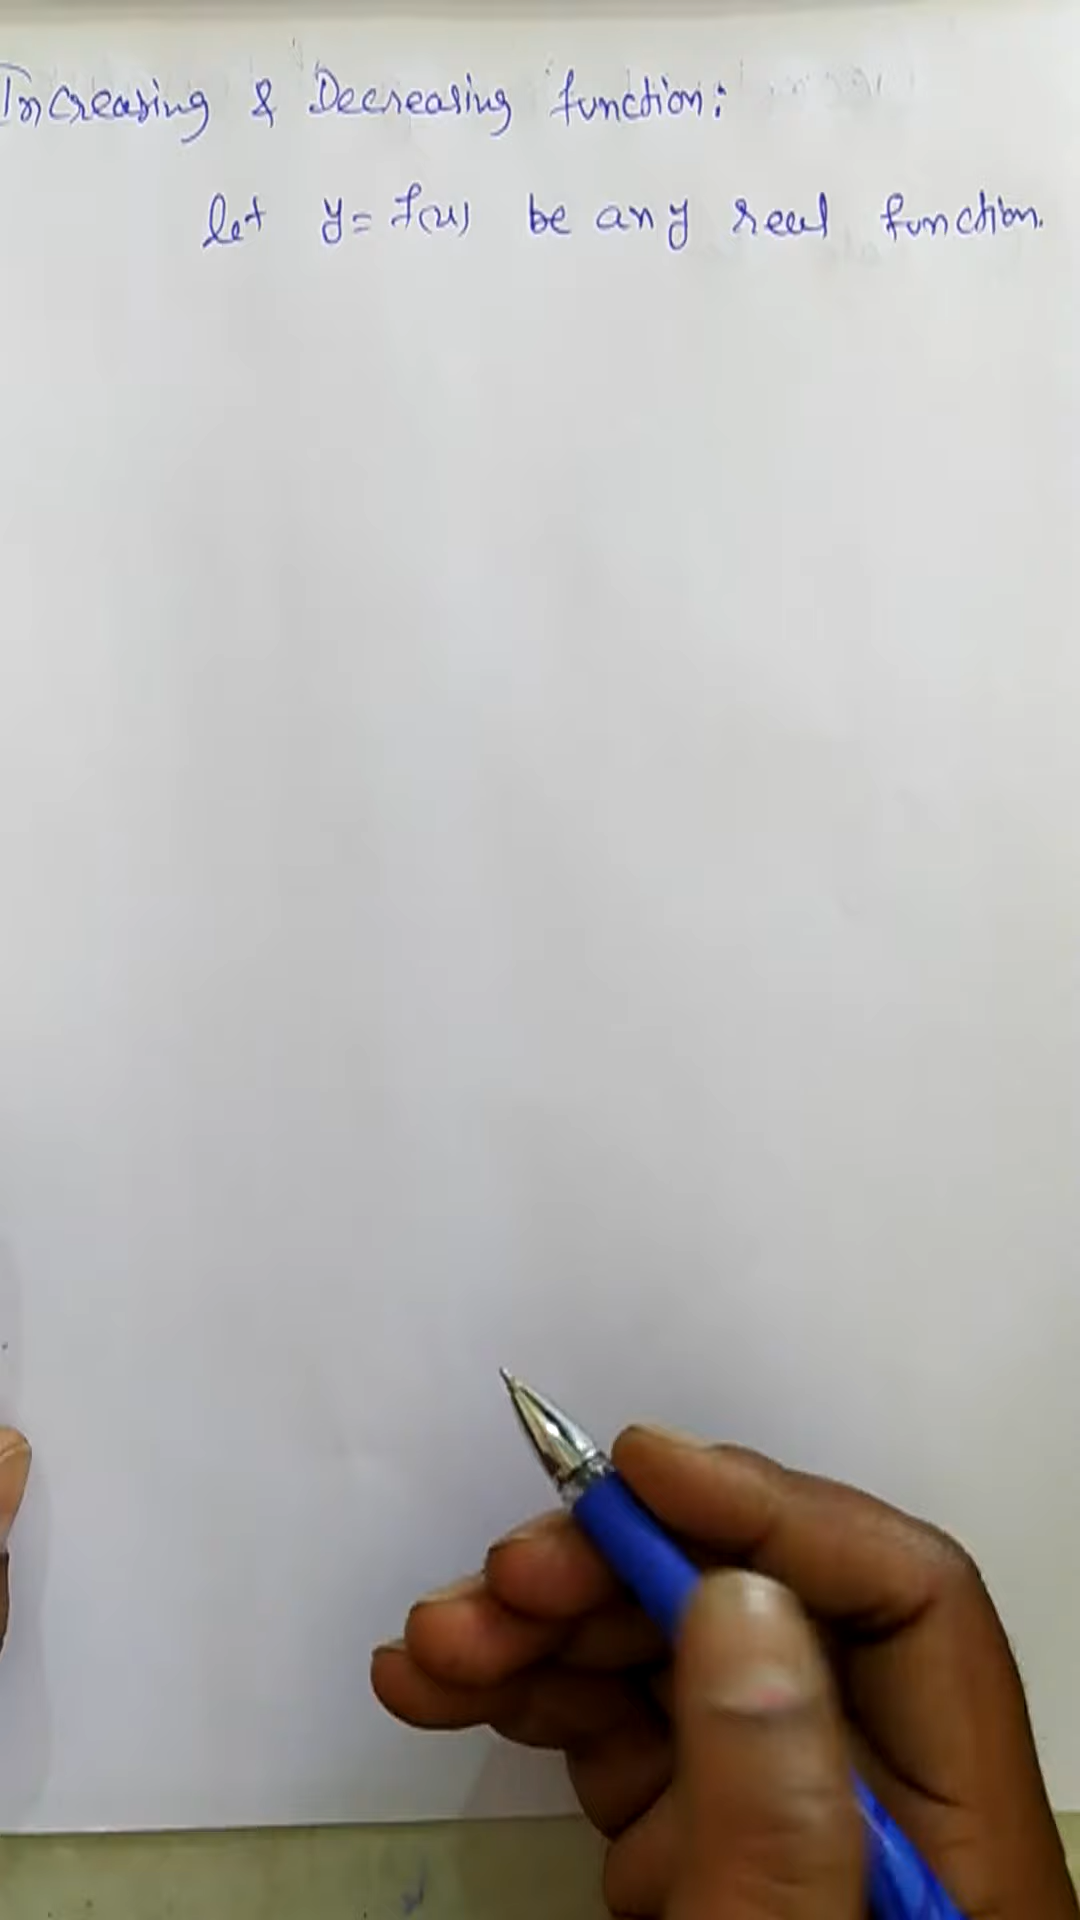 Increasing & Decreasing function:
let y = f(x) be any real function.